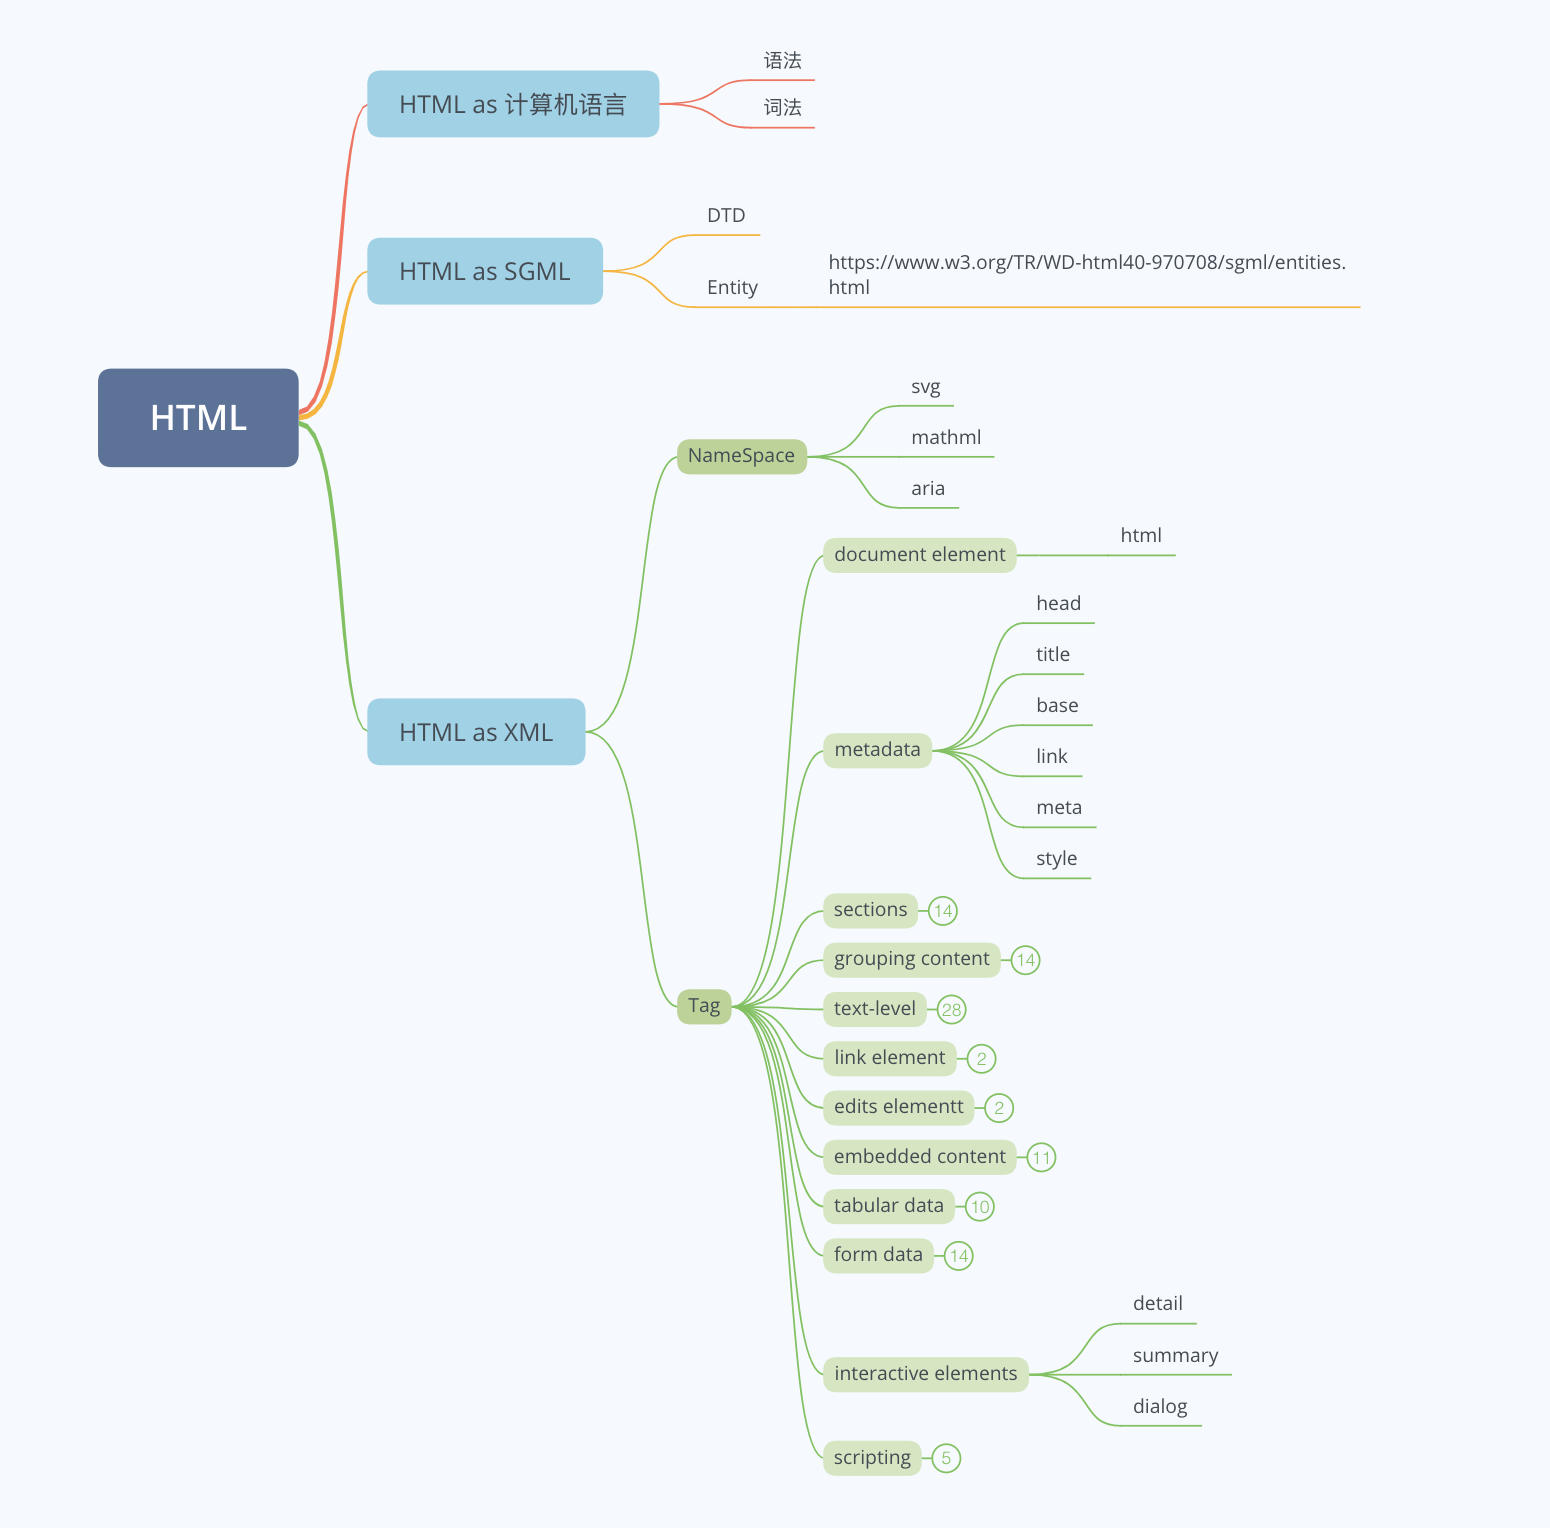 语法
HTML as 计算机语言
词法
DTD
HTML as SGML
https://www.w3.org/TR/WD-html40-970708/sgml/entities.
html
Entity
HTML
svg
NameSpace
mathml
aria
document element
html
head
title
base
metadata
link
meta
style
HTML as XML
sections 14
grouping content 14
Tag
text-level 28
link element 2
edits elementt 2
embedded content 11
tabular data 10
form data 14
detail
interactive elements
summary
dialog
scripting 5